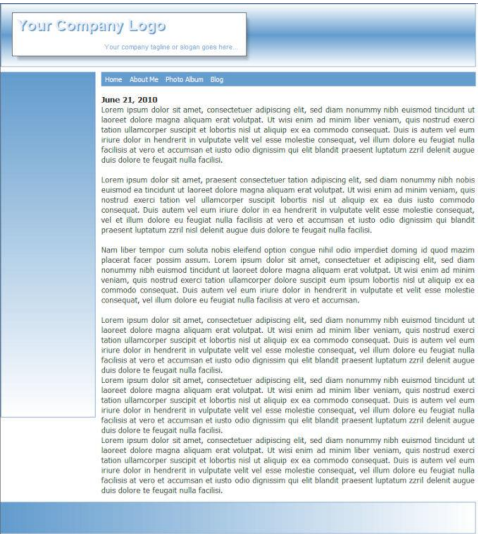 Your Company Logo
Your company tagline or slogan goes here...
Home About Me Photo Album Blog
June 21, 2010
Lorem ipsum dolor sit amet, consectetuer adipiscing elit, sed diam nonummy nibh euismod tincidunt ut
laoreet dolore magna aliquam erat volutpat. Ut wisi enim ad minim liber veniam, quis nostrud exerci
tation ullamcorper suscipit et lobortis nisl ut aliquip ex ea commodo consequat. Duis is autem vel eum
iriure dolor in hendrerit in vulputate velit vel esse molestie consequat, vel illum dolore eu feugiat nulla
facilisis at vero et accumsan et iusto odio dignissim qui elit blandit praesent luptatum zzril delenit augue
duis dolore te feugait nulla facilisi.
Lorem ipsum dolor sit amet, praesent consectetuer tation adipiscing elit, sed diam nonummy nibh nobis
euismod ea tincidunt ut laoreet dolore magna aliquam erat volutpat. Ut wisi enim ad minim veniam, quis
nostrud exerci tation vel ullamcorper suscipit lobortis nisl ut aliquip ex ea duis iusto commodo
consequat. Duis autem vel eum iriure dolor in ea hendrerit in vulputate velit esse molestie consequat,
vel et illum dolore eu feugiat nulla facilisis at vero et accumsan et iusto odio dignissim qui blandit
praesent luptatum zzril nisl delenit augue duis dolore te feugait nulla facilisi.
Nam liber tempor cum soluta nobis eleifend option congue nihil odio imperdiet doming id quod mazim
placerat facer possim assum. Lorem ipsum dolor sit amet, consectetuer et adipiscing elit, sed diam
nonummy nibh euismod tincidunt ut laoreet dolore magna aliquam erat volutpat. Ut wisi enim ad minim
veniam, quis nostrud exerci tation ullamcorper dolore suscipit eum ipsum lobortis nisl ut aliquip ex ea
commodo consequat. Duis autem vel eum iriure dolor in hendrerit in vulputate et velit esse molestie
consequat, vel illum dolore eu feugiat nulla facilisis at vero et accumsan.
Lorem ipsum dolor sit amet, consectetuer adipiscing elit, sed diam nonummy nibh euismod tincidunt ut
laoreet dolore magna aliquam erat volutpat. Ut wisi enim ad minim liber veniam, quis nostrud exerci
tation ullamcorper suscipit et lobortis nisl ut aliquip ex ea commodo consequat. Duis is autem vel eum
iriure dolor in hendrerit in vulputate velit vel esse molestie consequat, vel illum dolore eu feugiat nulla
facilisis at vero et accumsan et iusto odio dignissim qui elit blandit praesent luptatum zzril delenit augue
duis dolore te feugait nulla facilisi.
Lorem ipsum dolor sit amet, consectetuer adipiscing elit, sed diam nonummy nibh euismod tincidunt ut
laoreet dolore magna aliquam erat volutpat. Ut wisi enim ad minim liber veniam, quis nostrud exerci
tation ullamcorper suscipit et lobortis nisl ut aliquip ex ea commodo consequat. Duis is autem vel eum
iriure dolor in hendrerit in vulputate velit vel esse molestie consequat, vel illum dolore eu feugiat nulla
facilisis at vero et accumsan et iusto odio dignissim qui elit blandit praesent luptatum zzril delenit augue
duis dolore te feugait nulla facilisi.
Lorem ipsum dolor sit amet, consectetuer adipiscing elit, sed diam nonummy nibh euismod tincidunt ut
laoreet dolore magna aliquam erat volutpat. Ut wisi enim ad minim liber veniam, quis nostrud exerci
tation ullamcorper suscipit et lobortis nisl ut aliquip ex ea commodo consequat. Duis is autem vel eum
iriure dolor in hendrerit in vulputate velit vel esse molestie consequat, vel illum dolore eu feugiat nulla
facilisis at vero et accumsan et iusto odio dignissim qui elit blandit praesent luptatum zzril delenit augue
duis dolore te feugait nulla facilisi.